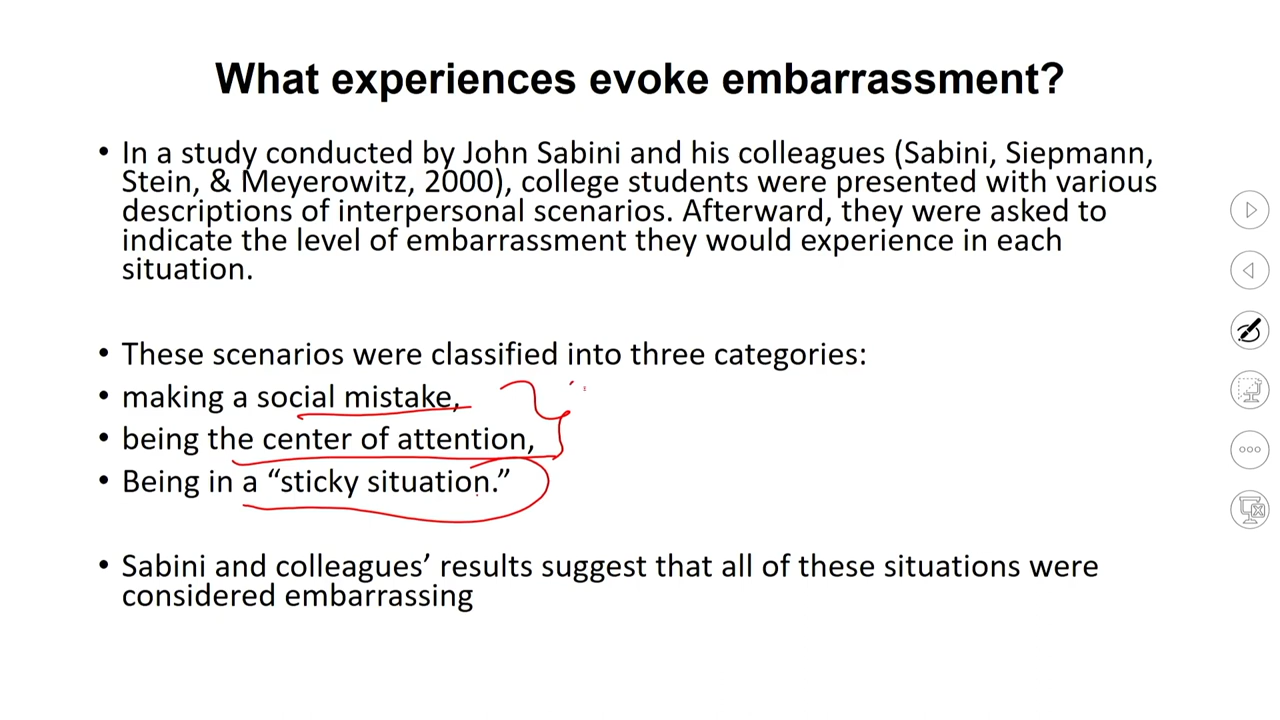 What experiences evoke embarrassment?
• In a study conducted by John Sabini and his colleagues (Sabini, Siepmann,
Stein, & Meyerowitz, 2000), college students were presented with various
descriptions of interpersonal scenarios. Afterward, they were asked to
indicate the level of embarrassment they would experience in each
situation.
• These scenarios were classified into three categories:
• making a social mistake,
• being the center of attention,
• Being in a “sticky situation.”
• Sabini and colleagues’ results suggest that all of these situations were
considered embarrassing